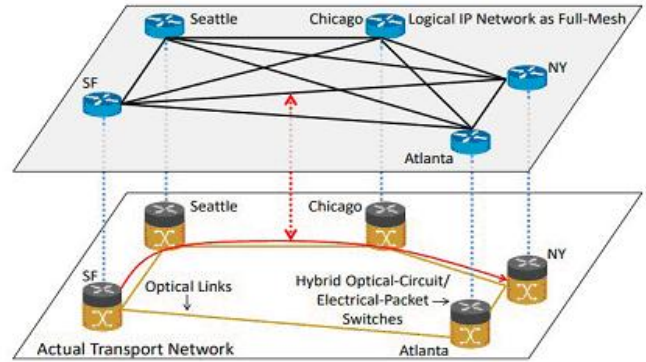 Seattle
Chicago
Logical IP Network as Full-Mesh
SF
NY
Atlanta
Seattle
Chicago
SF
NY
Optical Links
Hybrid Optical-Circuit/
Electrical-Packet
Switches
Atlanta
Actual Transport Network